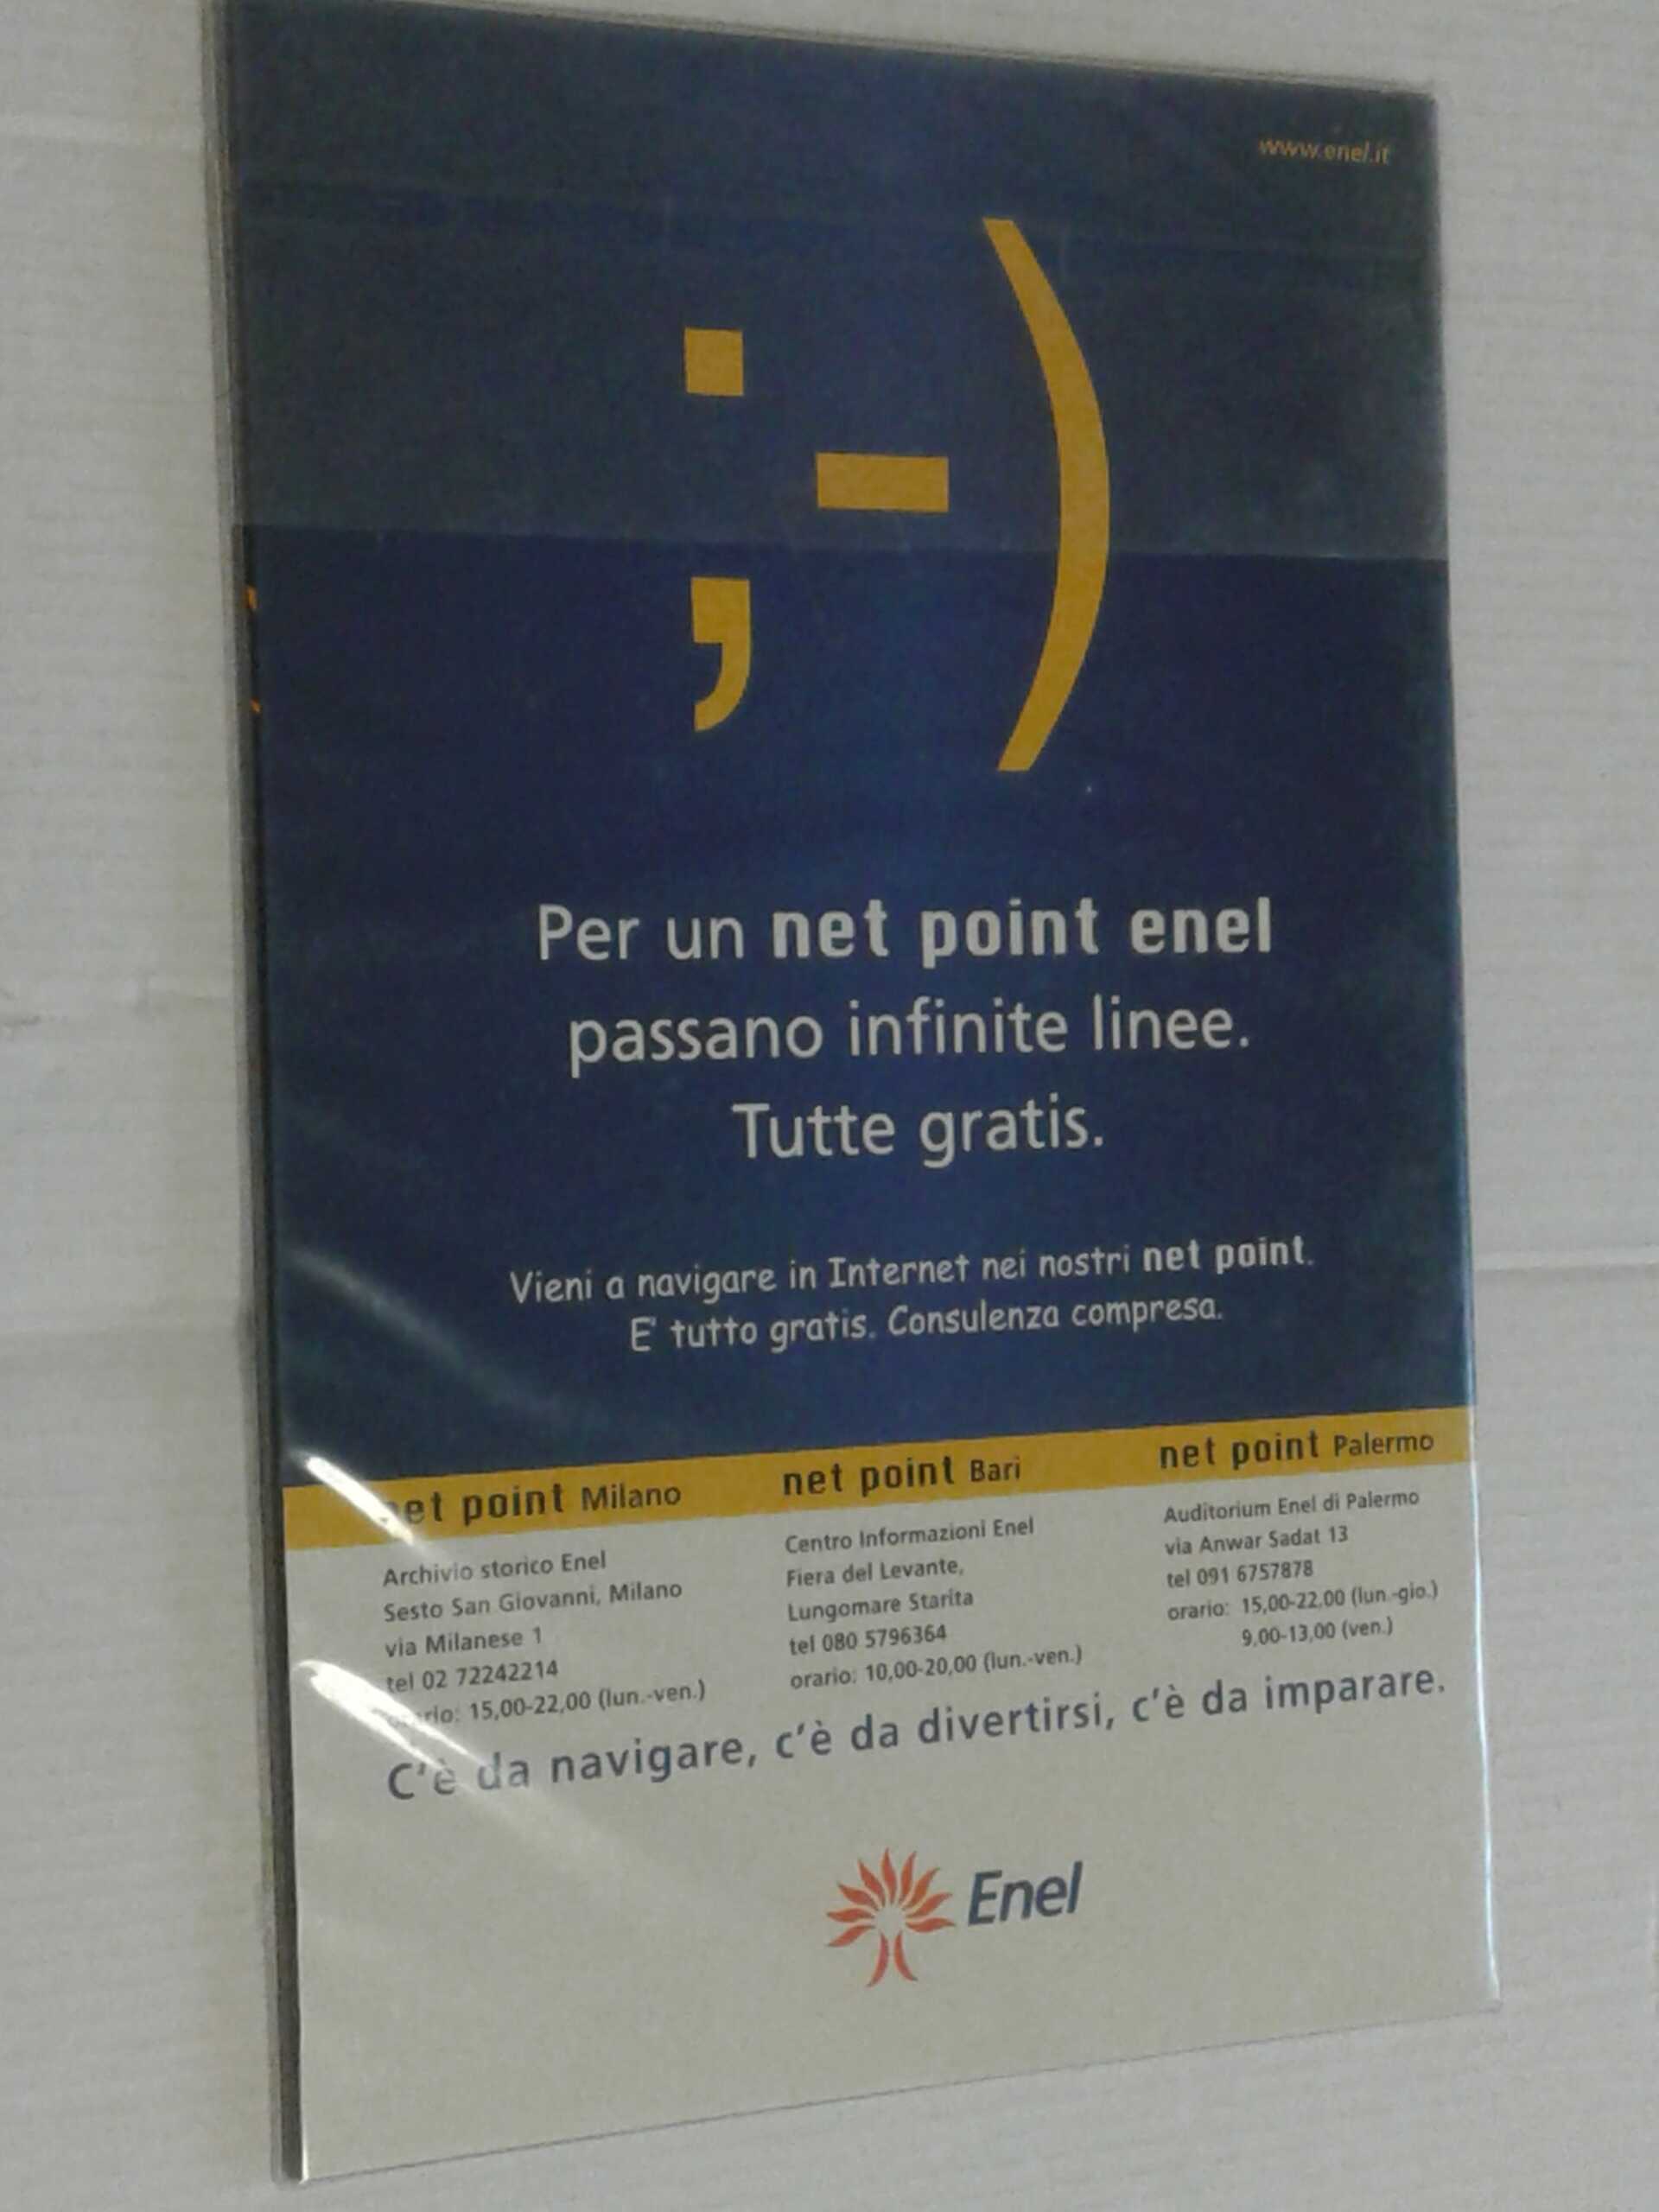 www.enel.it
;-)
Per un net point enel
passano infinite linee.
Tutte gratis.
Vieni a navigare in Internet nei nostri net point.
E' tutto gratis. Consulenza compresa.
net point Milano
Archivio storico Enel
Sesto San Giovanni, Milano
via Milanese 1
tel 02 72242214
orario: 15,00-22,00 (lun.-ven.)
net point Bari
Centro Informazioni Enel
Fiera del Levante,
Lungomare Starita
tel 080 5796364
orario: 10,00-20,00 (lun.-ven.)
net point Palermo
Auditorium Enel di Palermo
via Anwar Sadat 13
tel 091 6757878
orario: 15,00-22,00 (lun.-gio.)
9,00-13,00 (ven.)
C'è da navigare, c'è da divertirsi, c'è da imparare.
Enel